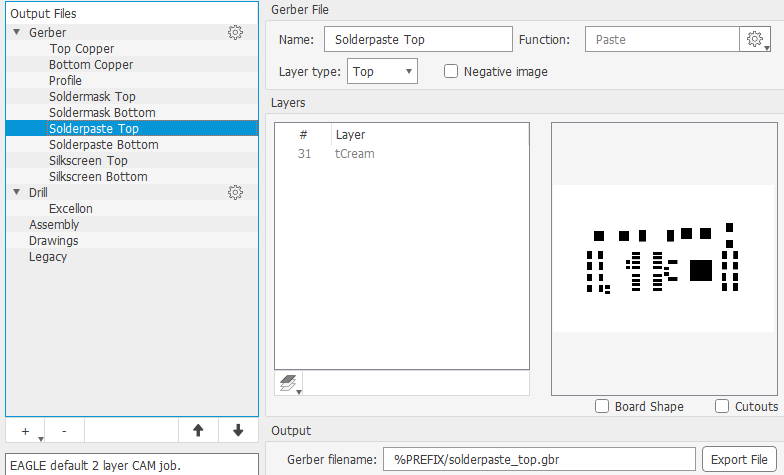 Output Files
Gerber
Top Copper
Bottom Copper
Profile
Soldermask Top
Soldermask Bottom
Solderpaste Top
Solderpaste Bottom
Silkscreen Top
Silkscreen Bottom
Drill
Excellon
Assembly
Drawings
Legacy
+ -
EAGLE default 2 layer CAM job.
Gerber File
Name: Solderpaste Top Function: Paste
Layer type: Top Negative image
Layers
# Layer
31 tCream
Board Shape Cutouts
Output
Gerber filename: %PREFIX/solderpaste_top.gbr Export File